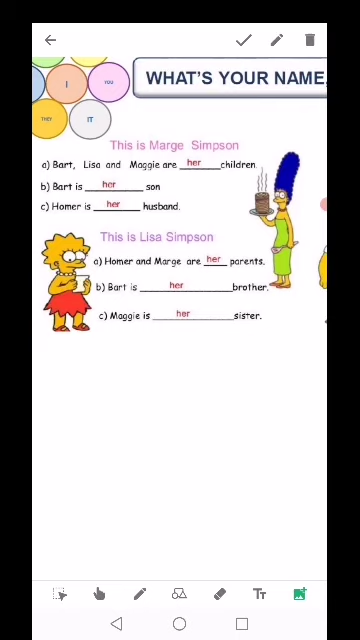 I
YOU
THEY
IT
WHAT'S YOUR NAME,
This is Marge Simpson
a) Bart, Lisa and Maggie are her children.
b) Bart is her son
c) Homer is her husband.
This is Lisa Simpson
a) Homer and Marge are her parents.
b) Bart is her brother.
c) Maggie is her sister.
TT